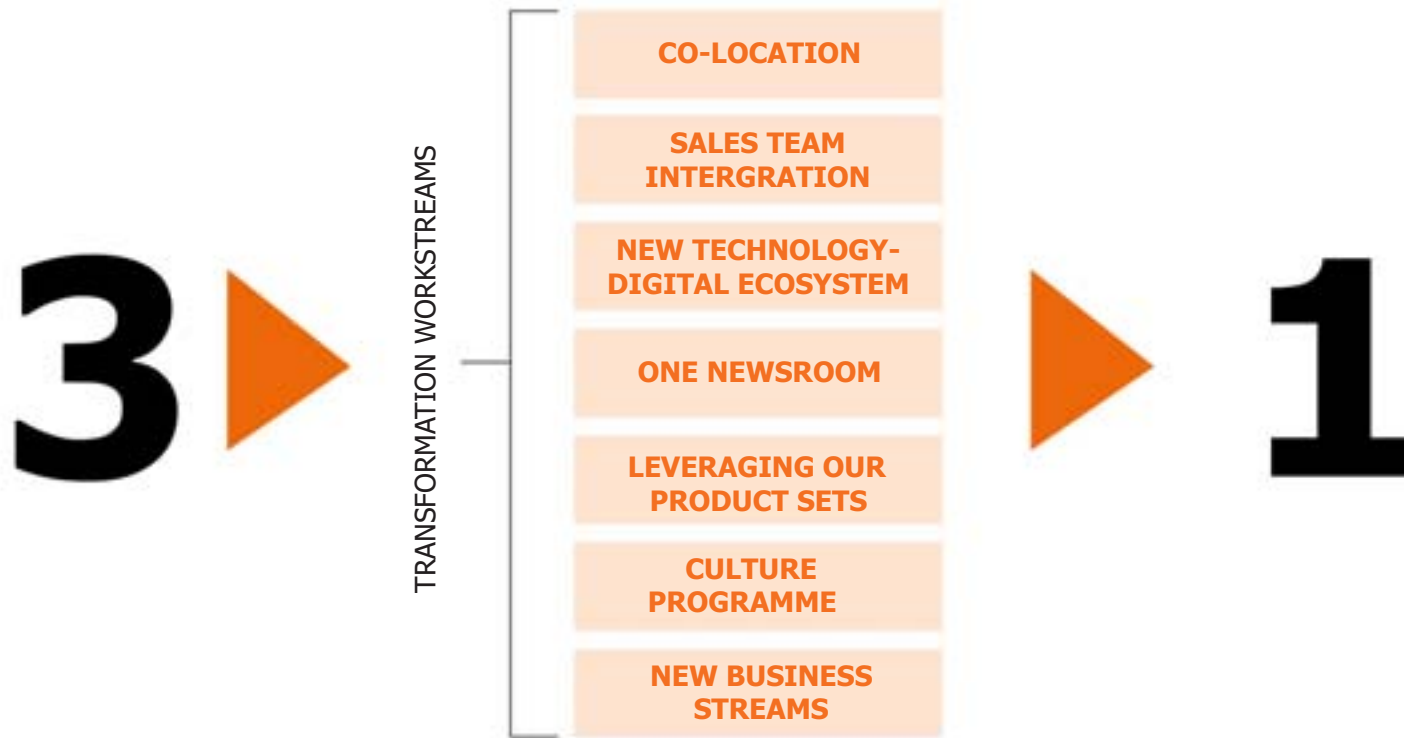 3
TRANSFORMATION WORKSTREAMS
CO-LOCATION
SALES TEAM
INTERGRATION
NEW TECHNOLOGY-
DIGITAL ECOSYSTEM
ONE NEWSROOM
LEVERAGING OUR
PRODUCT SETS
CULTURE
PROGRAMME
NEW BUSINESS
STREAMS
1